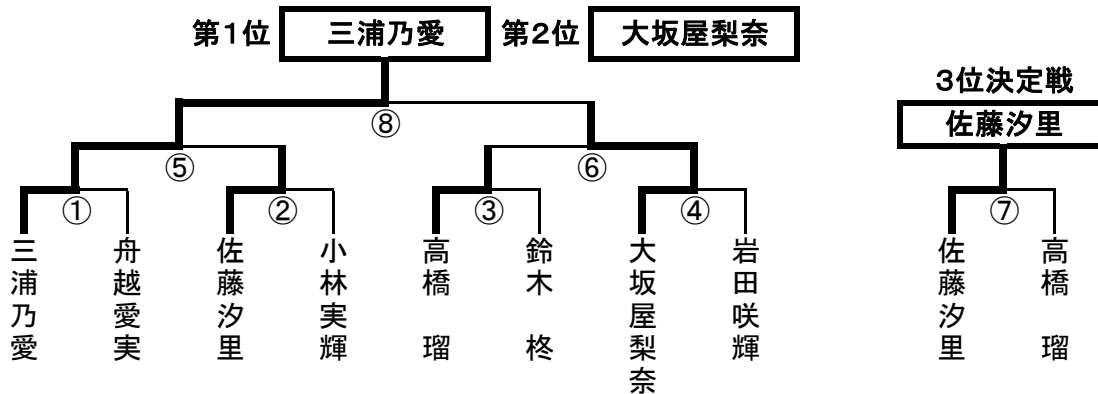 第1位 三浦乃愛 第2位 大坂屋梨奈
3位決定戦
佐藤汐里
⑧
⑤ ⑥
① ② ③ ④ ⑦
三浦乃愛
舟越愛実
佐藤汐里
小林実輝
高橋 瑠
鈴木 柊
大坂屋梨奈
岩田咲輝
佐藤汐里
高橋 瑠